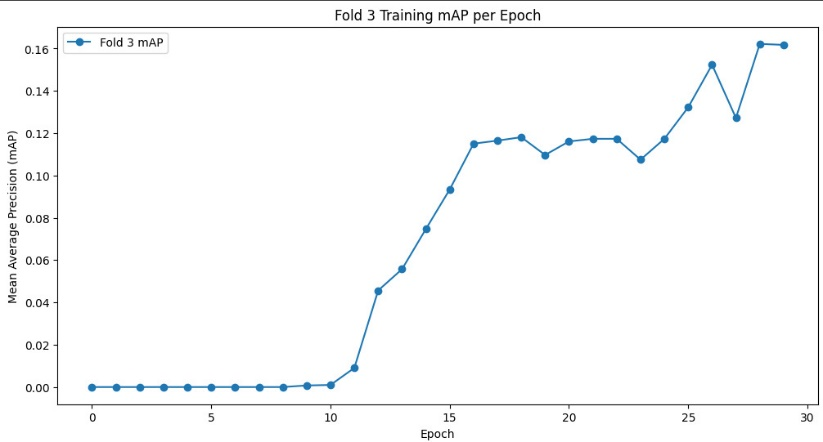 Fold 3 Training mAP per Epoch
Fold 3 mAP
Mean Average Precision (mAP)
0.16
0.14
0.12
0.10
0.08
0.06
0.04
0.02
0.00
0 5 10 15 20 25 30
Epoch